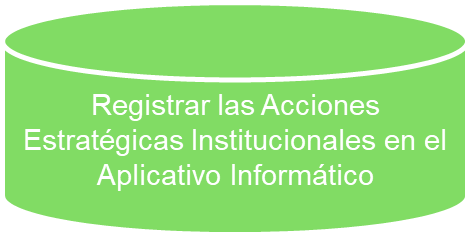 Registrar las Acciones
Estratégicas Institucionales en el
Aplicativo Informático